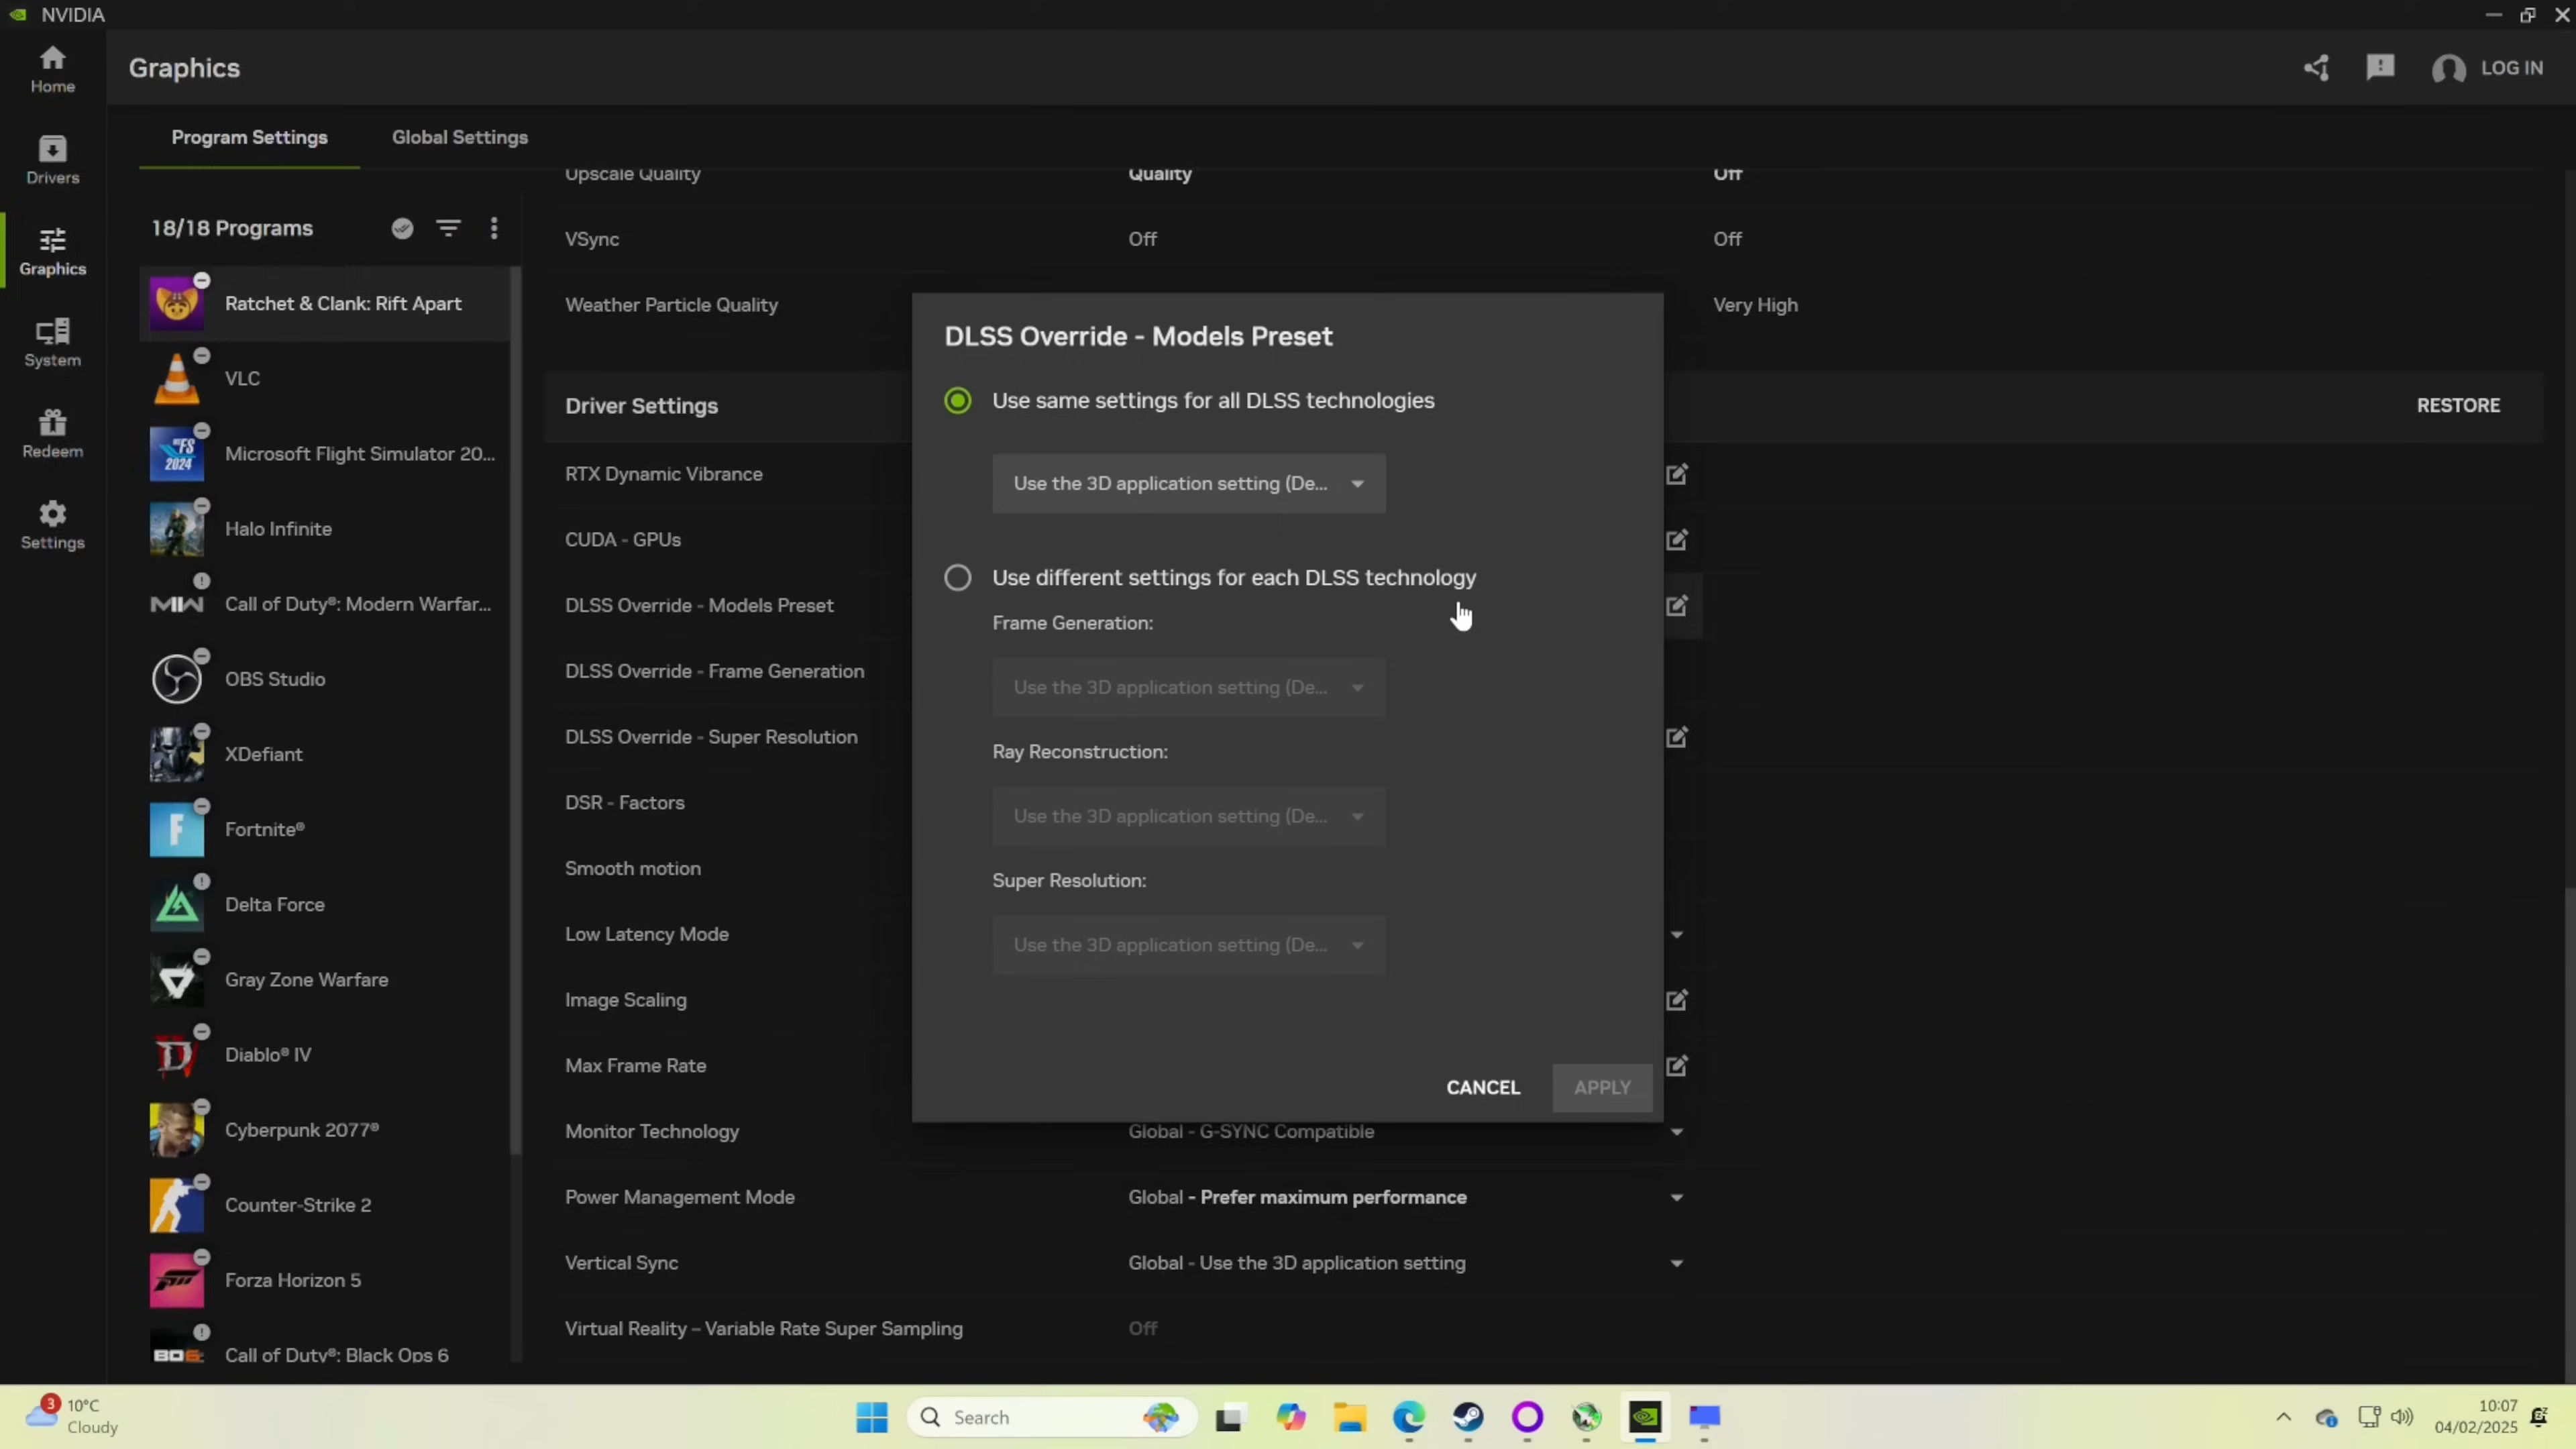 NVIDIA
Home
Drivers
Graphics
System
Redeem
Settings
Graphics
LOG IN
Program Settings
Global Settings
18/18 Programs
Ratchet & Clank: Rift Apart
VLC
Microsoft Flight Simulator 20...
Halo Infinite
Call of Duty®: Modern Warfar...
OBS Studio
XDefiant
Fortnite®
Delta Force
Gray Zone Warfare
Diablo® IV
Cyberpunk 2077®
Counter-Strike 2
Forza Horizon 5
Call of Duty®: Black Ops 6
Upscale Quality Quality Off
VSync Off Off
Weather Particle Quality Very High
Driver Settings RESTORE
RTX Dynamic Vibrance
CUDA - GPUs
DLSS Override - Models Preset
DLSS Override - Frame Generation
DLSS Override - Super Resolution
DSR - Factors
Smooth motion
Low Latency Mode
Image Scaling
Max Frame Rate
Monitor Technology Global - G-SYNC Compatible
Power Management Mode Global - Prefer maximum performance
Vertical Sync Global - Use the 3D application setting
Virtual Reality – Variable Rate Super Sampling Off
DLSS Override - Models Preset
Use same settings for all DLSS technologies
Use the 3D application setting (De...
Use different settings for each DLSS technology
Frame Generation:
Use the 3D application setting (De...
Ray Reconstruction:
Use the 3D application setting (De...
Super Resolution:
Use the 3D application setting (De...
CANCEL APPLY
3
10°C
Cloudy
Search
10:07
04/02/2025